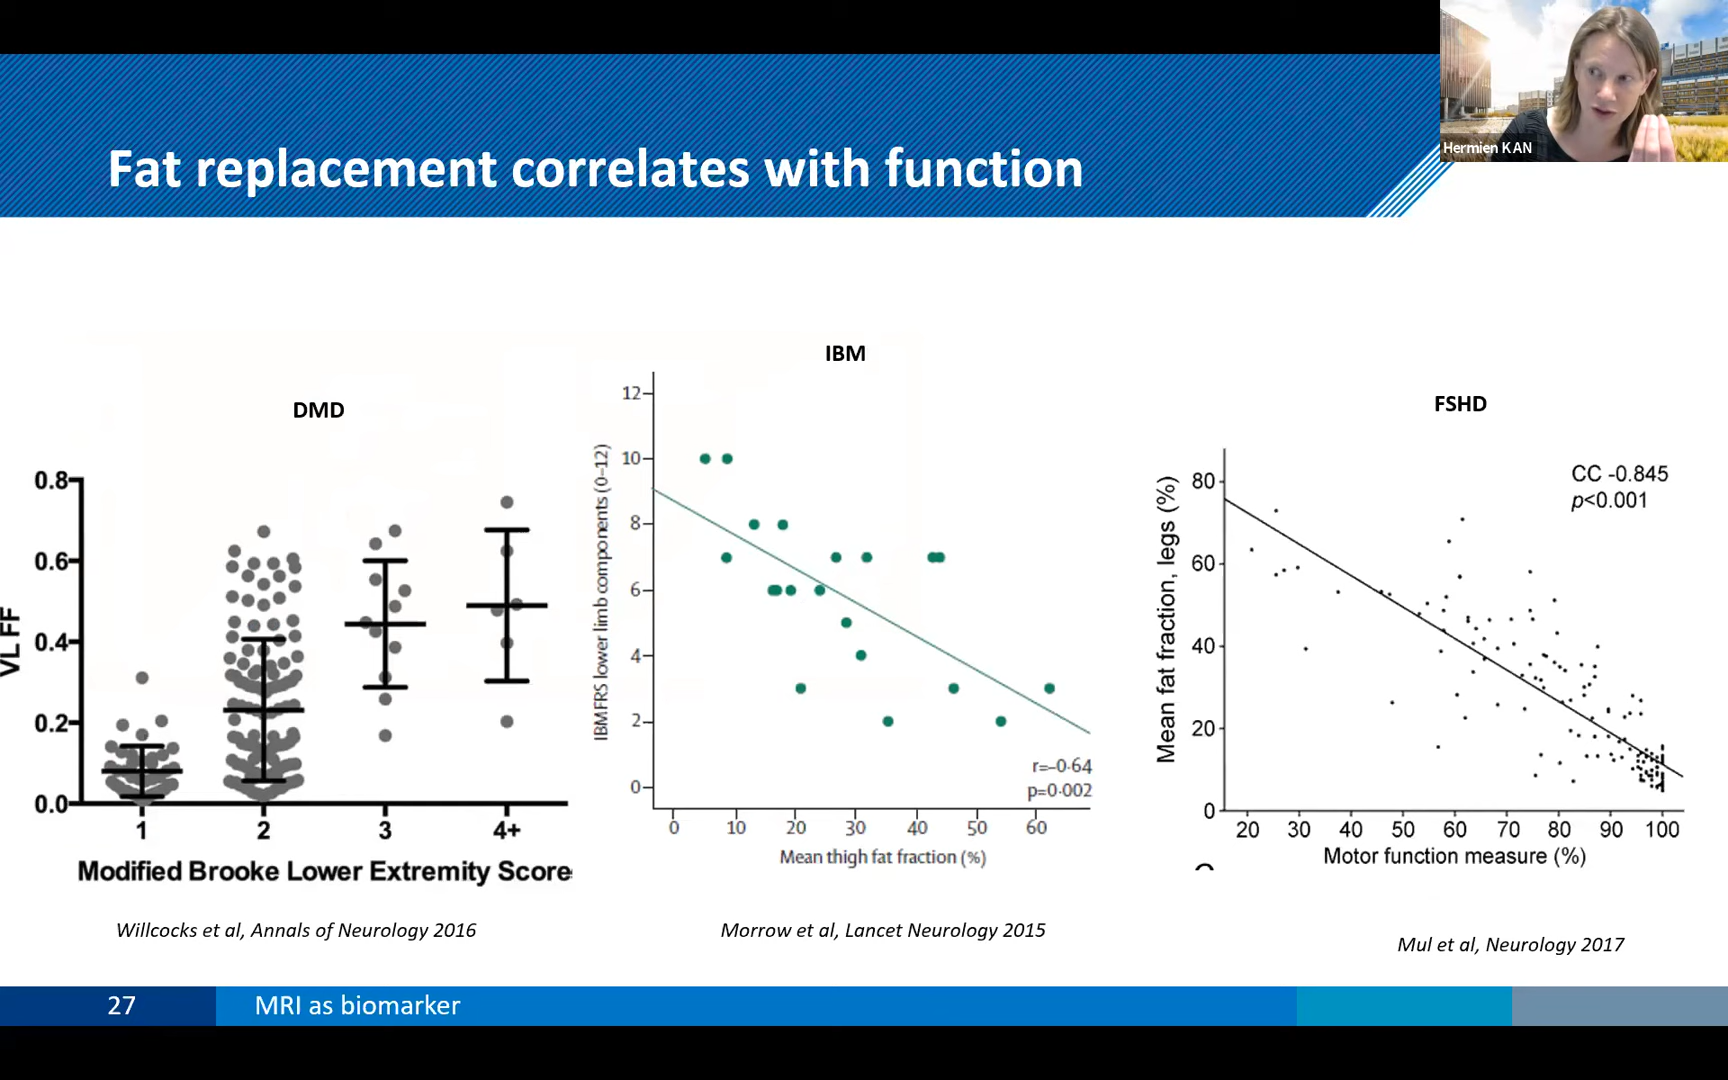 Hermien KAN
Fat replacement correlates with function
DMD
0.8
0.6
0.4
0.2
0.0
VL FF
1 2 3 4+
Modified Brooke Lower Extremity Score
Willcocks et al, Annals of Neurology 2016
IBM
12
10
8
6
4
2
0
IBMFRS lower limb components (0–12)
r=–0·64
p=0·002
0 10 20 30 40 50 60
Mean thigh fat fraction (%)
Morrow et al, Lancet Neurology 2015
FSHD
CC -0.845
p<0.001
80
60
40
20
0
Mean fat fraction, legs (%)
20 30 40 50 60 70 80 90 100
Motor function measure (%)
Mul et al, Neurology 2017
27
MRI as biomarker